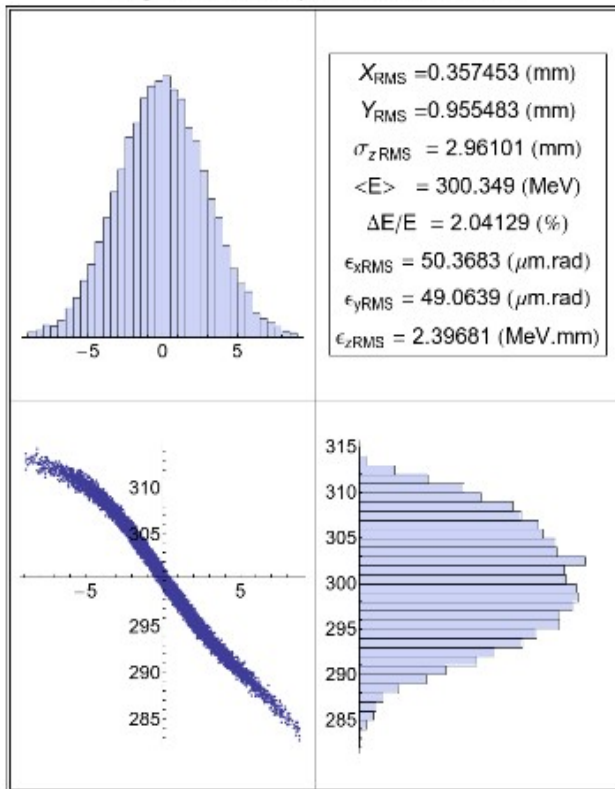 X_RMS =0.357453 (mm)
Y_RMS =0.955483 (mm)
σ_z RMS = 2.96101 (mm)
<E> = 300.349 (MeV)
ΔE/E = 2.04129 (%)
ϵ_xRMS = 50.3683 (μm.rad)
ϵ_yRMS = 49.0639 (μm.rad)
ϵ_zRMS = 2.39681 (MeV.mm)
−5 0 5
310
305
−5 5
295
290
285
315
310
305
300
295
290
285